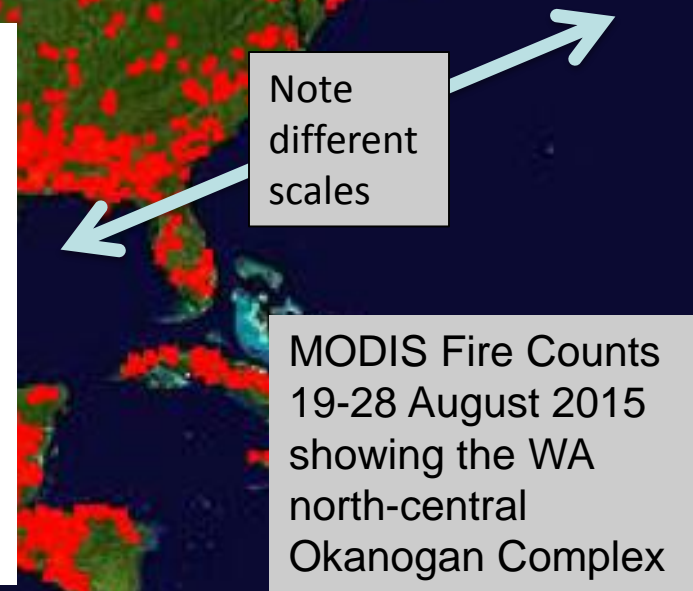 Note
different
scales
MODIS Fire Counts
19-28 August 2015
showing the WA
north-central
Okanogan Complex